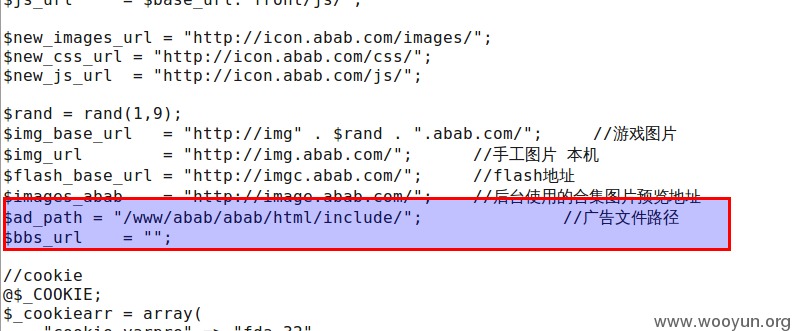 $js_url     = $base_url."front/js/";
$new_images_url = "http://icon.abab.com/images/";
$new_css_url = "http://icon.abab.com/css/";
$new_js_url  = "http://icon.abab.com/js/";
$rand = rand(1,9);
$img_base_url   = "http://img" . $rand . ".abab.com/";     //游戏图片
$img_url        = "http://img.abab.com/";      //手工图片 本机
$flash_base_url = "http://imgc.abab.com/";     //flash地址
$images_abab    = "http://image.abab.com/";    //后台使用的合集图片预览地址
$ad_path = "/www/abab/abab/html/include/";              //广告文件路径
$bbs_url    = "";
//cookie
@$_COOKIE;
$_cookiearr = array(
"cookie_varpre" => "fda_32"
www.wooyun.org